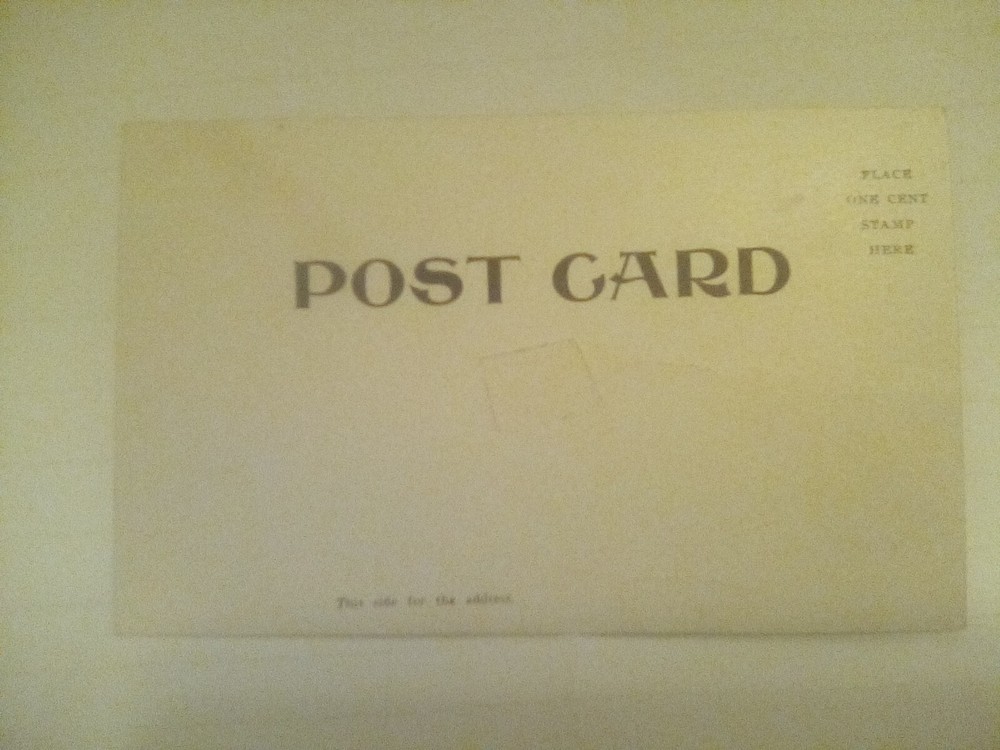 PLACE
ONE CENT
STAMP
HERE
POST CARD
This side for the address.